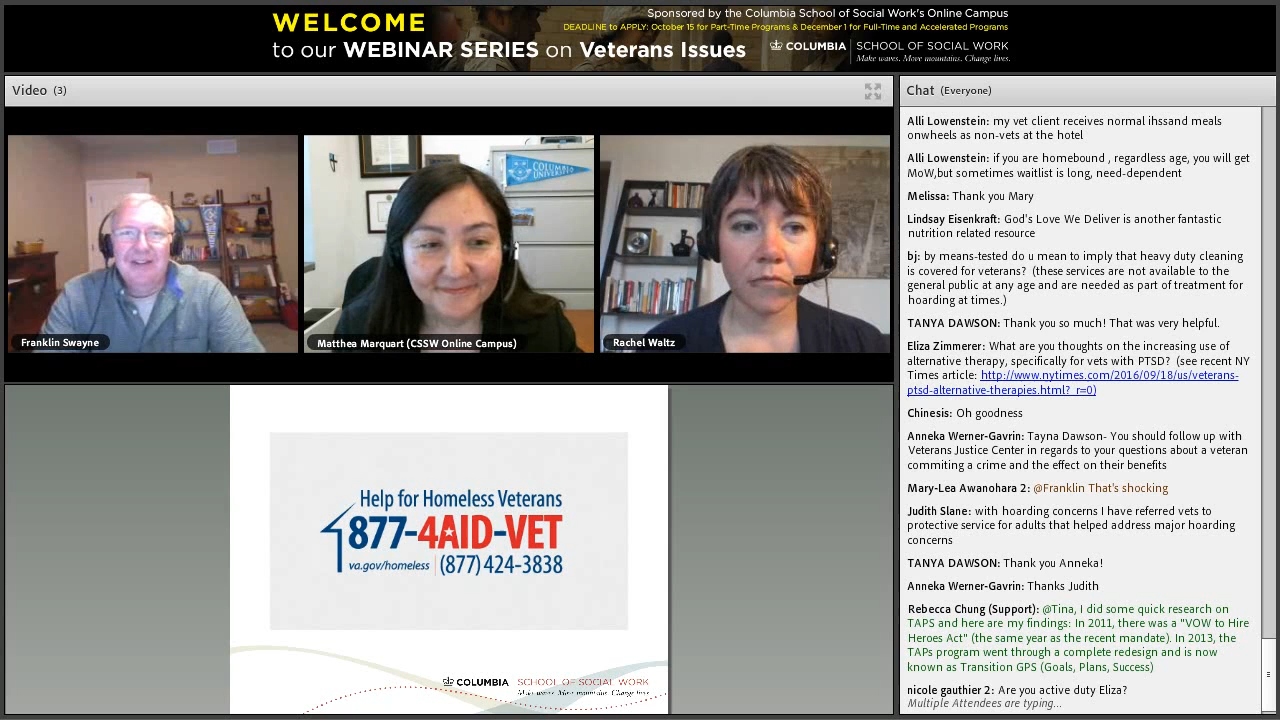 WELCOME
Sponsored by the Columbia School of Social Work's Online Campus
DEADLINE to APPLY: October 15 for Part-Time Programs & December 1 for Full-Time and Accelerated Programs
to our WEBINAR SERIES on Veterans Issues
COLUMBIA SCHOOL OF SOCIAL WORK
Make waves. Move mountains. Change lives.
Video (3)
COLUMBIA
UNIVERSITY
Franklin Swayne
Matthea Marquart (CSSW Online Campus)
Rachel Waltz
Help for Homeless Veterans
877-4AID-VET
va.gov/homeless (877) 424-3838
COLUMBIA SCHOOL OF SOCIAL WORK
Make waves. Move mountains. Change lives.
Chat (Everyone)
Alli Lowenstein: my vet client receives normal ihssand meals
onwheels as non-vets at the hotel
Alli Lowenstein: if you are homebound , regardless age, you will get
MoW,but sometimes waitlist is long, need-dependent
Melissa: Thank you Mary
Lindsay Eisenkraft: God's Love We Deliver is another fantastic
nutrition related resource
bj: by means-tested do u mean to imply that heavy duty cleaning
is covered for veterans? (these services are not available to the
general public at any age and are needed as part of treatment for
hoarding at times.)
TANYA DAWSON: Thank you so much! That was very helpful.
Eliza Zimmerer: What are you thoughts on the increasing use of
alternative therapy, specifically for vets with PTSD? (see recent NY
Times article: http://www.nytimes.com/2016/09/18/us/veterans-
ptsd-alternative-therapies.html?_r=0)
Chinesis: Oh goodness
Anneka Werner-Gavrin: Tayna Dawson- You should follow up with
Veterans Justice Center in regards to your questions about a veteran
commiting a crime and the effect on their benefits
Mary-Lea Awanohara 2: @Franklin That's shocking
Judith Slane: with hoarding concerns I have referred vets to
protective service for adults that helped address major hoarding
concerns
TANYA DAWSON: Thank you Anneka!
Anneka Werner-Gavrin: Thanks Judith
Rebecca Chung (Support): @Tina, I did some quick research on
TAPS and here are my findings: In 2011, there was a "VOW to Hire
Heroes Act" (the same year as the recent mandate). In 2013, the
TAPs program went through a complete redesign and is now
known as Transition GPS (Goals, Plans, Success)
nicole gauthier 2: Are you active duty Eliza?
Multiple Attendees are typing...